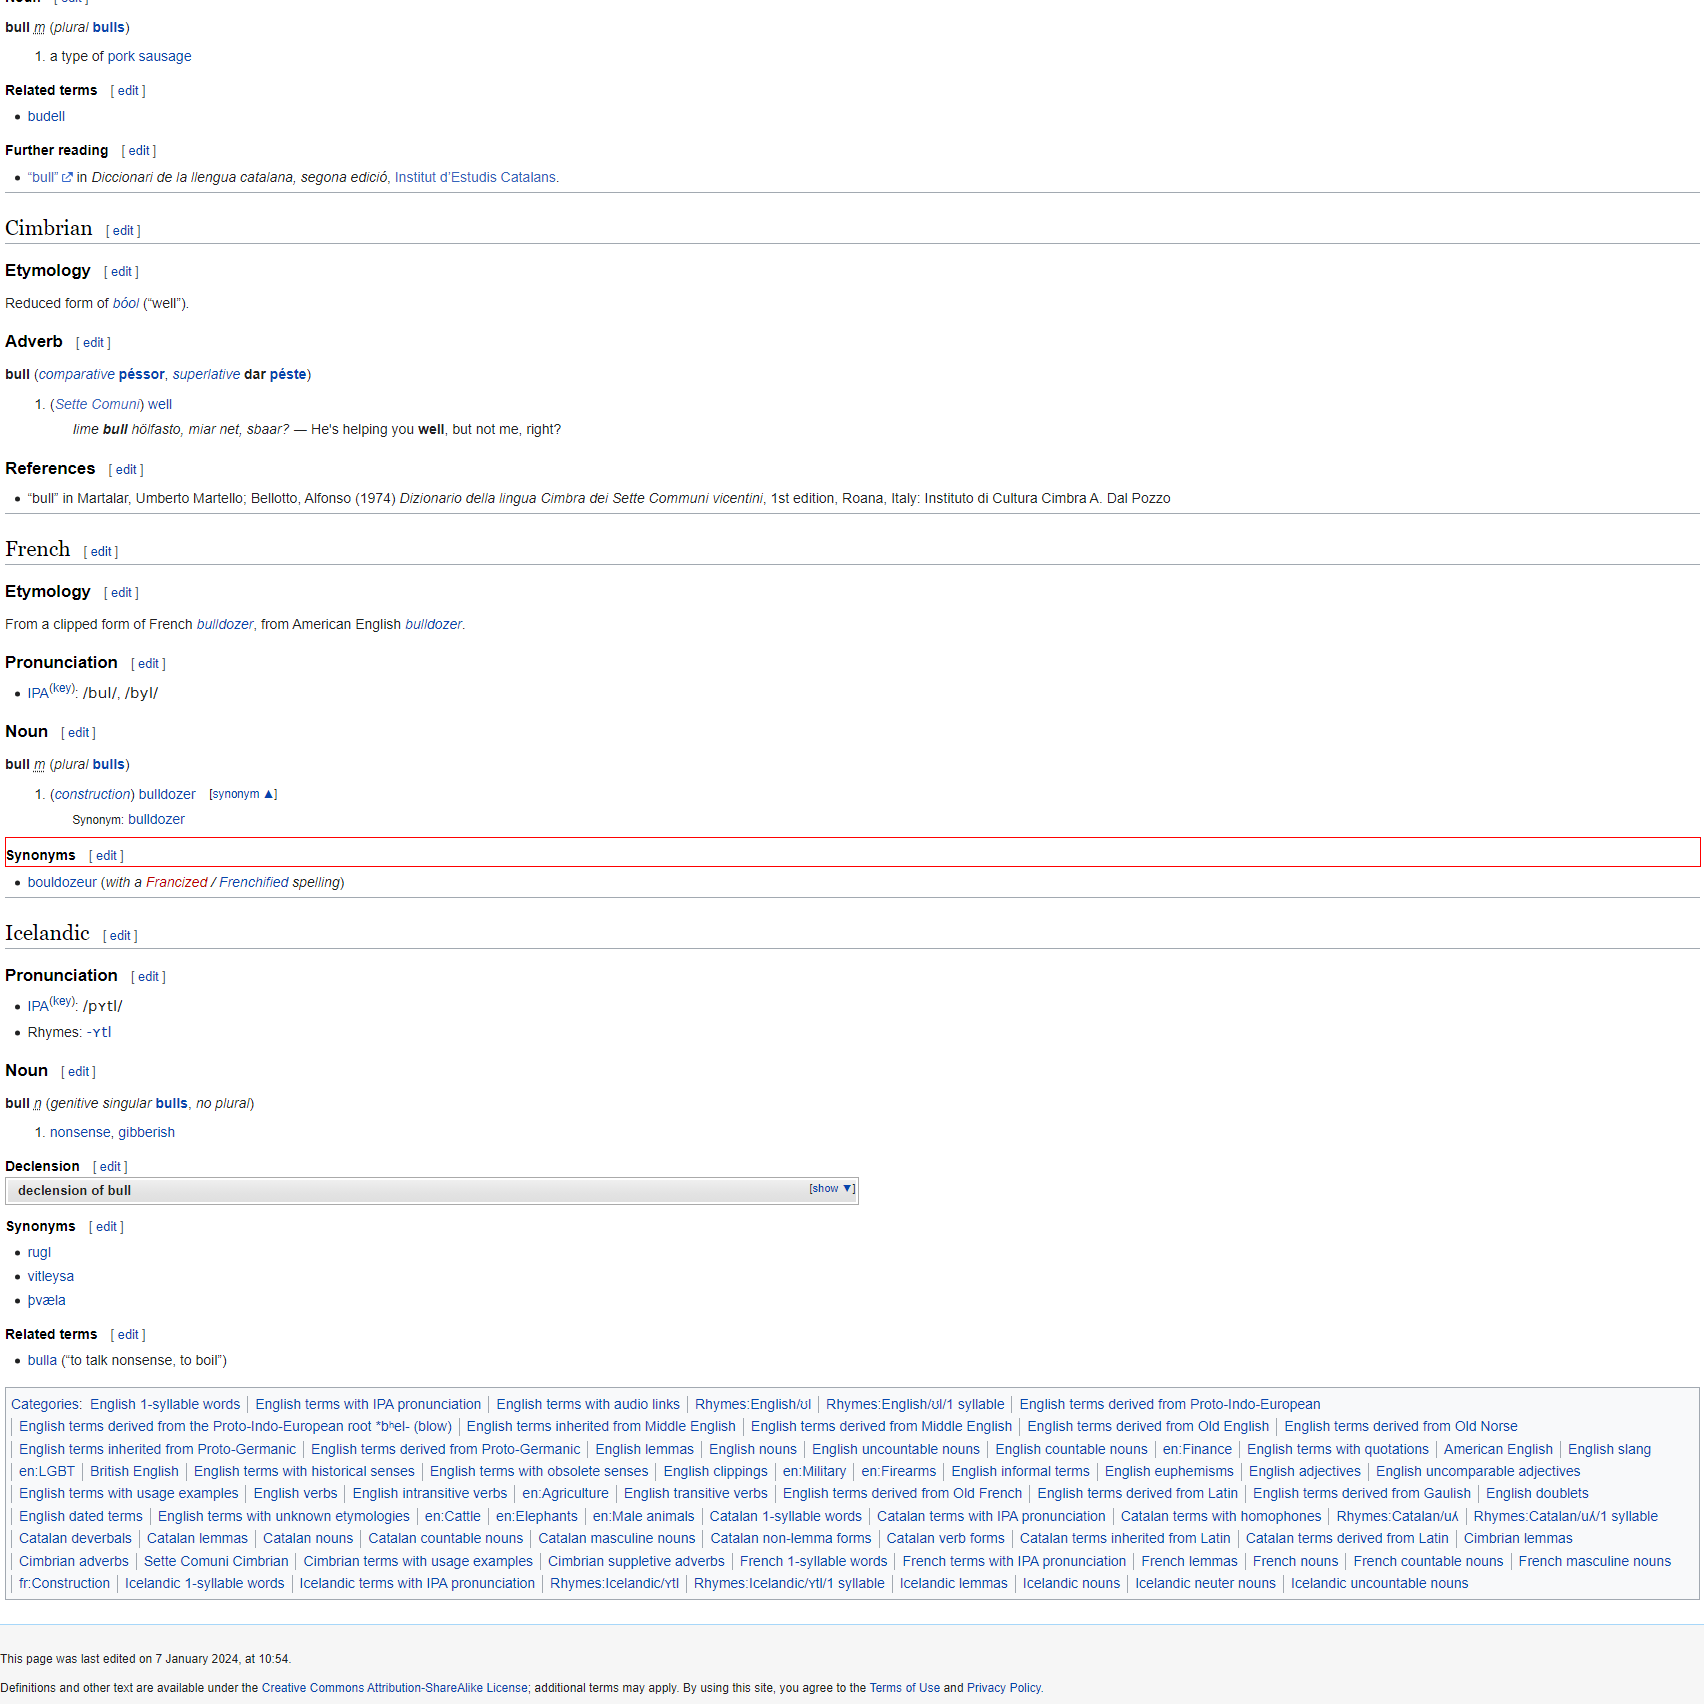 Noun [ edit ]
bull m (plural bulls)
1. a type of pork sausage
Related terms [ edit ]
• budell
Further reading [ edit ]
• “bull” in Diccionari de la llengua catalana, segona edició, Institut d’Estudis Catalans.
Cimbrian [ edit ]
Etymology [ edit ]
Reduced form of bóol (“well”).
Adverb [ edit ]
bull (comparative péssor, superlative dar péste)
1. (Sette Comuni) well
Iime bull hölfasto, miar net, sbaar? — He's helping you well, but not me, right?
References [ edit ]
• “bull” in Martalar, Umberto Martello; Bellotto, Alfonso (1974) Dizionario della lingua Cimbra dei Sette Communi vicentini, 1st edition, Roana, Italy: Instituto di Cultura Cimbra A. Dal Pozzo
French [ edit ]
Etymology [ edit ]
From a clipped form of French bulldozer, from American English bulldozer.
Pronunciation [ edit ]
• IPA(key): /bul/, /byl/
Noun [ edit ]
bull m (plural bulls)
1. (construction) bulldozer [synonym ▲]
Synonym: bulldozer
Synonyms [ edit ]
• bouldozeur (with a Francized / Frenchified spelling)
Icelandic [ edit ]
Pronunciation [ edit ]
• IPA(key): /pʏtl/
• Rhymes: -ʏtl
Noun [ edit ]
bull n (genitive singular bulls, no plural)
1. nonsense, gibberish
Declension [ edit ]
declension of bull [show ▼]
Synonyms [ edit ]
• rugl
• vitleysa
• þvæla
Related terms [ edit ]
• bulla (“to talk nonsense, to boil”)
Categories: English 1-syllable words | English terms with IPA pronunciation | English terms with audio links | Rhymes:English/ʊl | Rhymes:English/ʊl/1 syllable | English terms derived from Proto-Indo-European
| English terms derived from the Proto-Indo-European root *bʰel- (blow) | English terms inherited from Middle English | English terms derived from Middle English | English terms derived from Old English | English terms derived from Old Norse
| English terms inherited from Proto-Germanic | English terms derived from Proto-Germanic | English lemmas | English nouns | English uncountable nouns | English countable nouns | en:Finance | English terms with quotations | American English | English slang
| en:LGBT | British English | English terms with historical senses | English terms with obsolete senses | English clippings | en:Military | en:Firearms | English informal terms | English euphemisms | English adjectives | English uncomparable adjectives
| English terms with usage examples | English verbs | English intransitive verbs | en:Agriculture | English transitive verbs | English terms derived from Old French | English terms derived from Latin | English terms derived from Gaulish | English doublets
| English dated terms | English terms with unknown etymologies | en:Cattle | en:Elephants | en:Male animals | Catalan 1-syllable words | Catalan terms with IPA pronunciation | Catalan terms with homophones | Rhymes:Catalan/uʎ | Rhymes:Catalan/uʎ/1 syllable
| Catalan deverbals | Catalan lemmas | Catalan nouns | Catalan countable nouns | Catalan masculine nouns | Catalan non-lemma forms | Catalan verb forms | Catalan terms inherited from Latin | Catalan terms derived from Latin | Cimbrian lemmas
| Cimbrian adverbs | Sette Comuni Cimbrian | Cimbrian terms with usage examples | Cimbrian suppletive adverbs | French 1-syllable words | French terms with IPA pronunciation | French lemmas | French nouns | French countable nouns | French masculine nouns
| fr:Construction | Icelandic 1-syllable words | Icelandic terms with IPA pronunciation | Rhymes:Icelandic/ʏtl | Rhymes:Icelandic/ʏtl/1 syllable | Icelandic lemmas | Icelandic nouns | Icelandic neuter nouns | Icelandic uncountable nouns
This page was last edited on 7 January 2024, at 10:54.
Definitions and other text are available under the Creative Commons Attribution-ShareAlike License; additional terms may apply. By using this site, you agree to the Terms of Use and Privacy Policy.